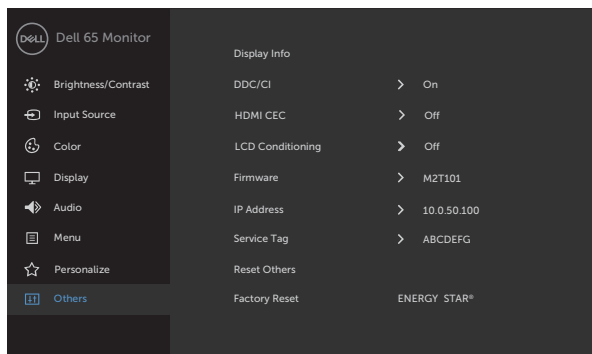 DELL Dell 65 Monitor
Brightness/Contrast
Input Source
Color
Display
Audio
Menu
Personalize
Others
Display Info
DDC/CI > On
HDMI CEC > Off
LCD Conditioning > Off
Firmware > M2T101
IP Address > 10.0.50.100
Service Tag > ABCDEFG
Reset Others
Factory Reset ENERGY STAR®